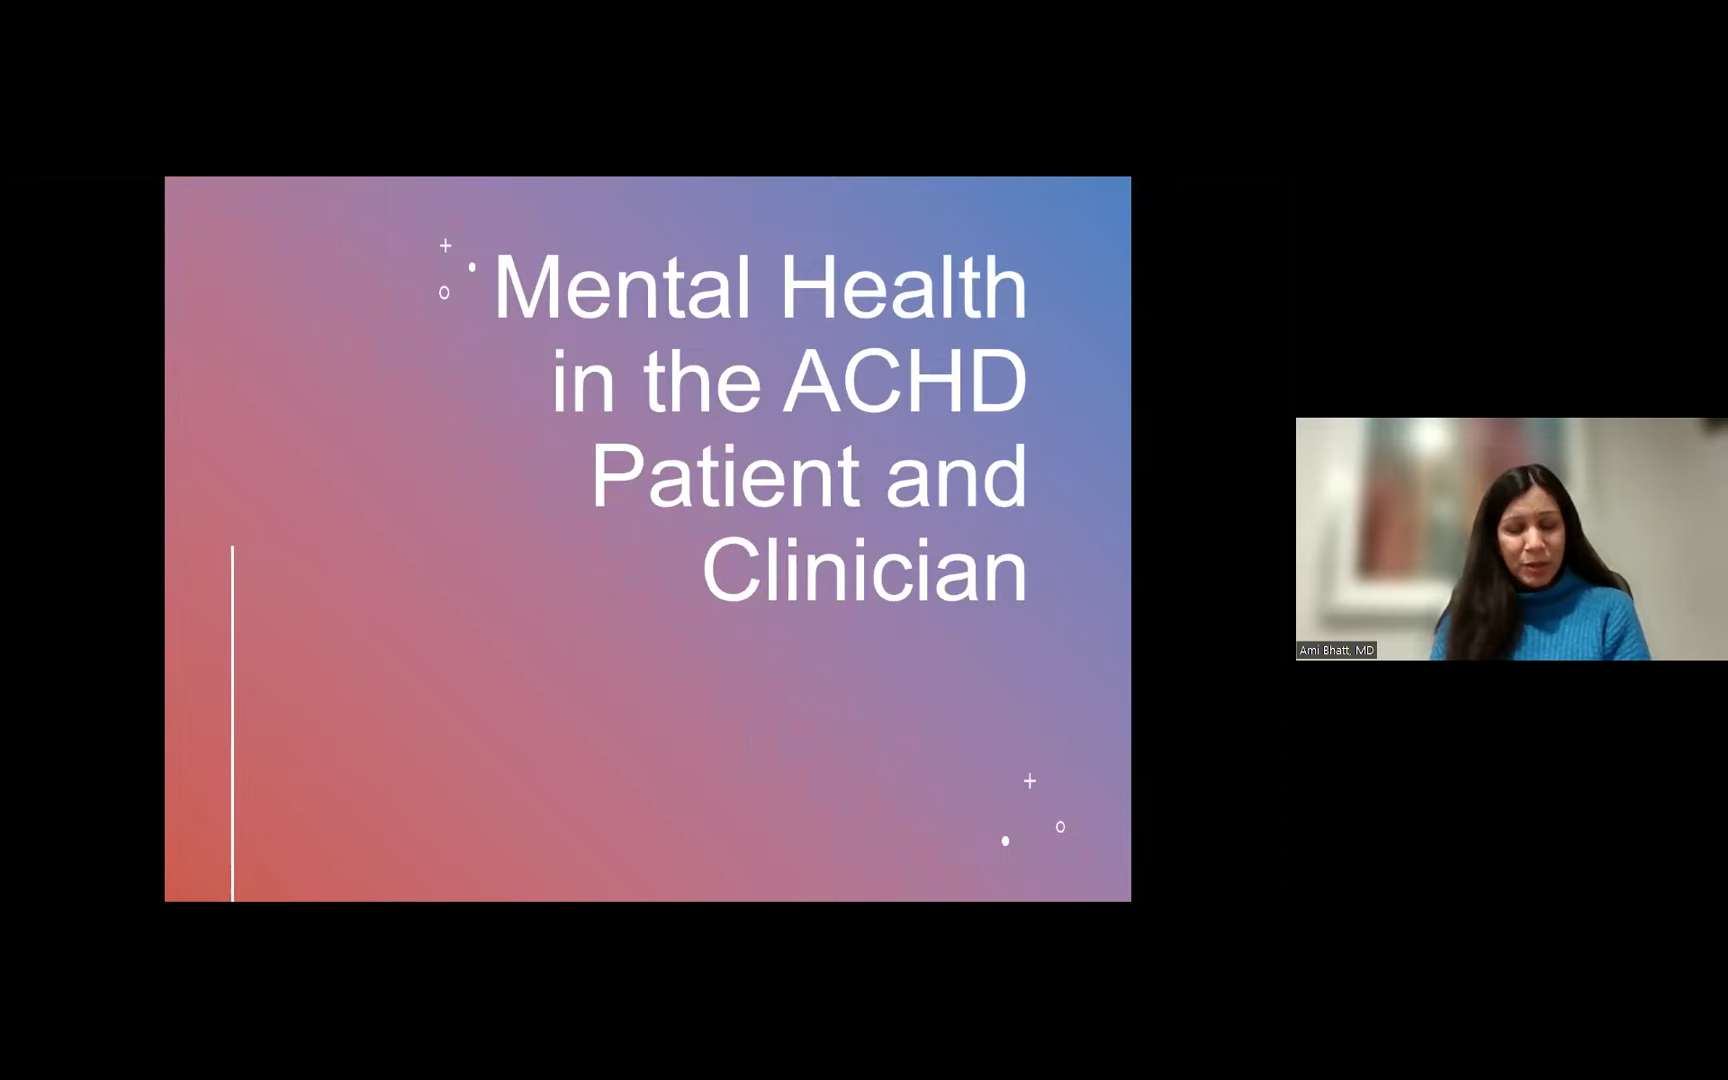 Mental Health
in the ACHD
Patient and
Clinician
Ami Bhatt, MD